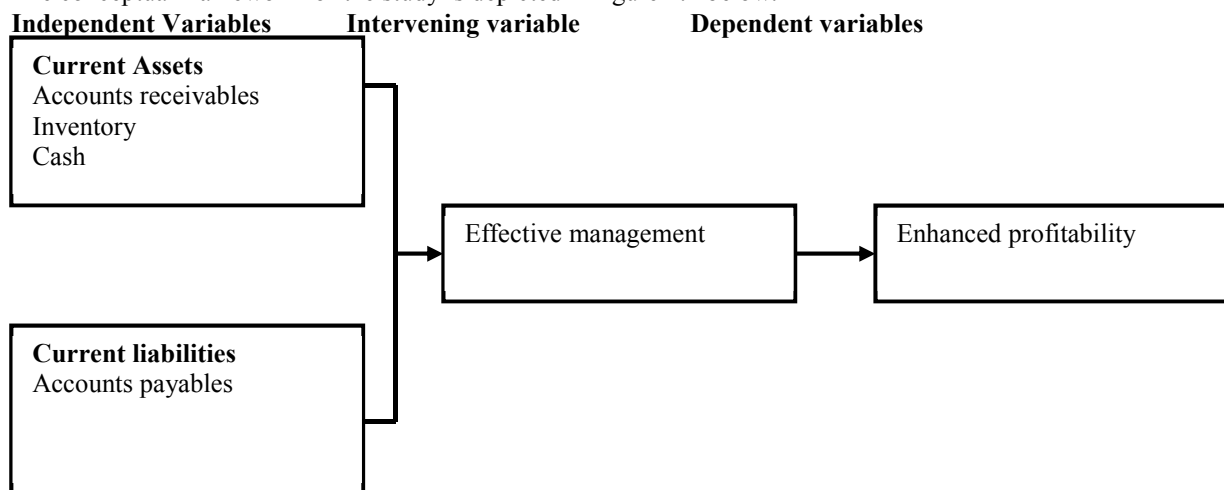 Independent Variables Intervening variable Dependent variables
Current Assets
Accounts receivables
Inventory
Cash
Effective management
Enhanced profitability
Current liabilities
Accounts payables